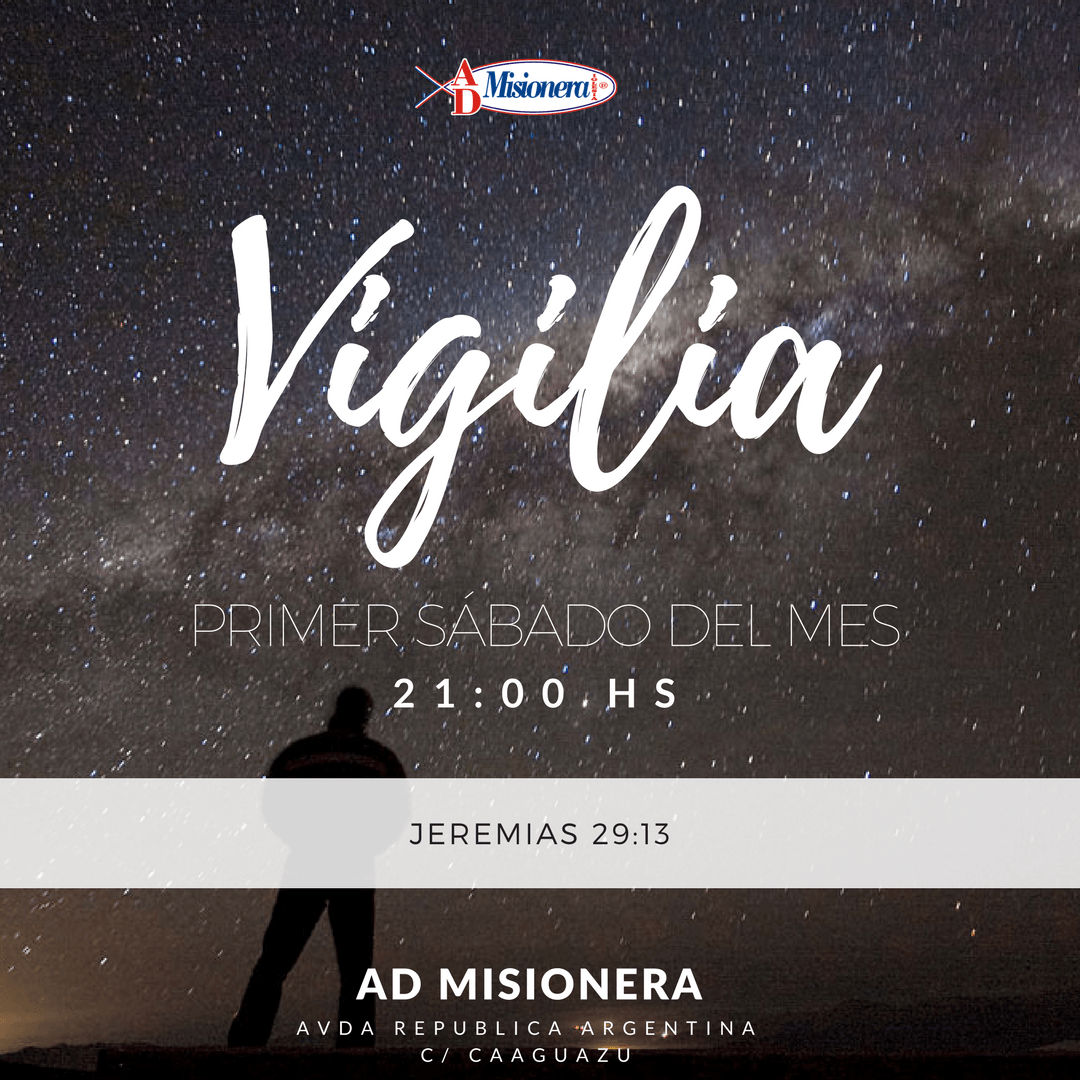 AD Misionera ®
Vigilia
PRIMER SÁBADO DEL MES
21:00 HS
JEREMIAS 29:13
AD MISIONERA
AVDA REPUBLICA ARGENTINA
C/ CAAGUAZU